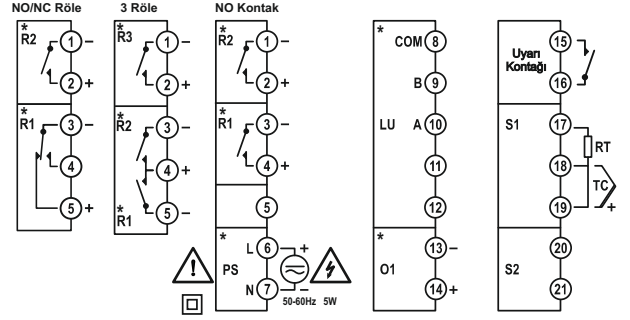 NO/NC Röle
* R2 1 −
2 +
* R1 3 −
4
5 +
3 Röle
* R3 1 −
2 +
* R2 3 −
4 +
* R1 5 −
NO Kontak
* R2 1 −
2 +
* R1 3 −
4 +
5
* PS
L 6 +
N 7 −
50-60Hz 5W
* LU
COM 8
B 9
A 10
11
12
* O1 13 −
14 +
Uyarı
Kontağı
15
16
S1 17
RT
18
TC
19 +
S2 20
21